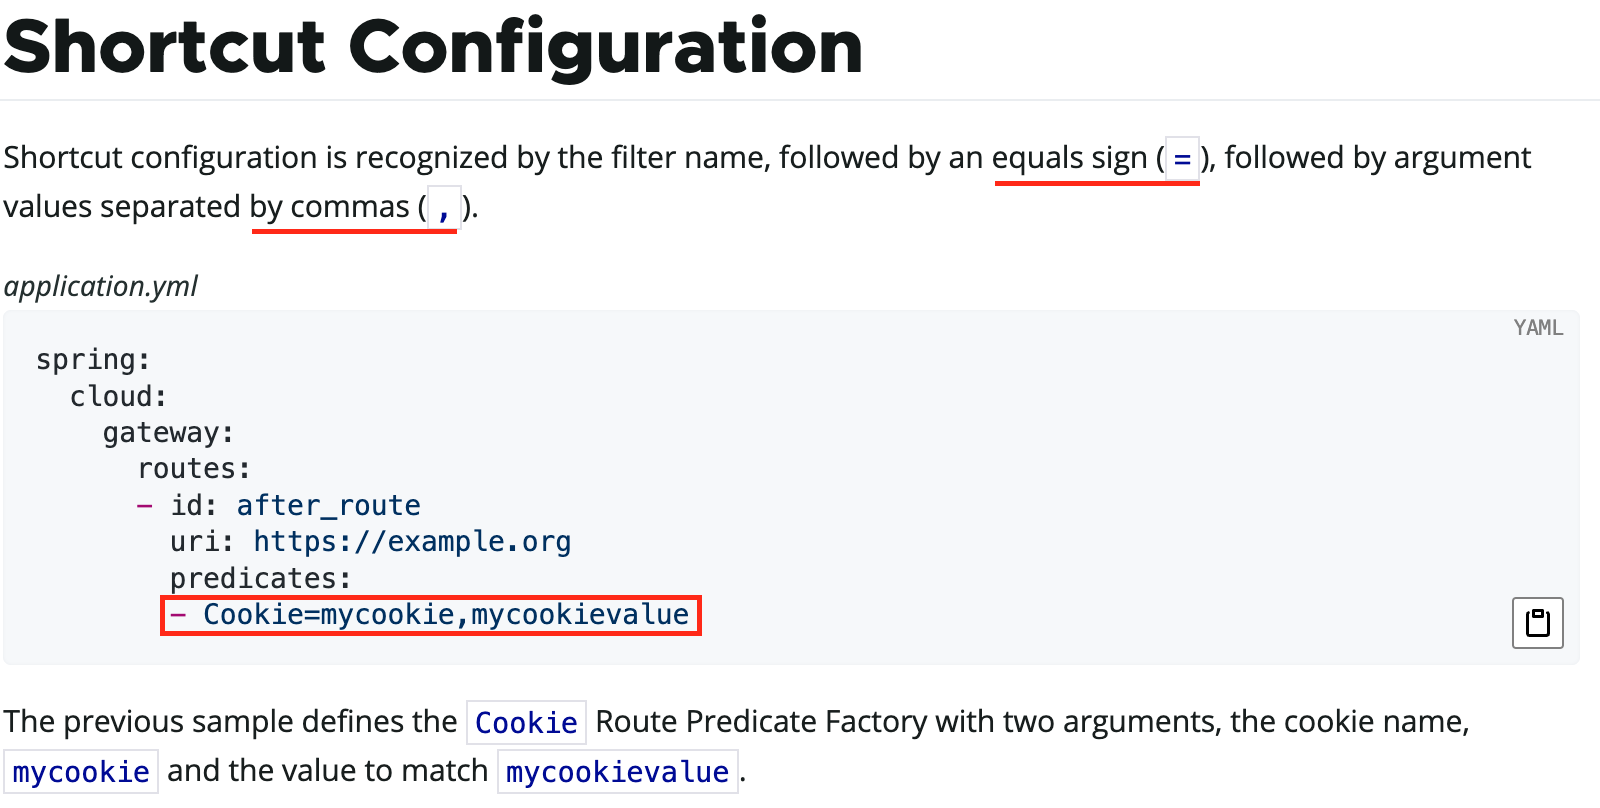 Shortcut Configuration
Shortcut configuration is recognized by the filter name, followed by an equals sign (=), followed by argument
values separated by commas (,).
application.yml
YAML
spring:
  cloud:
    gateway:
      routes:
      - id: after_route
        uri: https://example.org
        predicates:
        - Cookie=mycookie,mycookievalue
The previous sample defines the Cookie Route Predicate Factory with two arguments, the cookie name,
mycookie and the value to match mycookievalue.